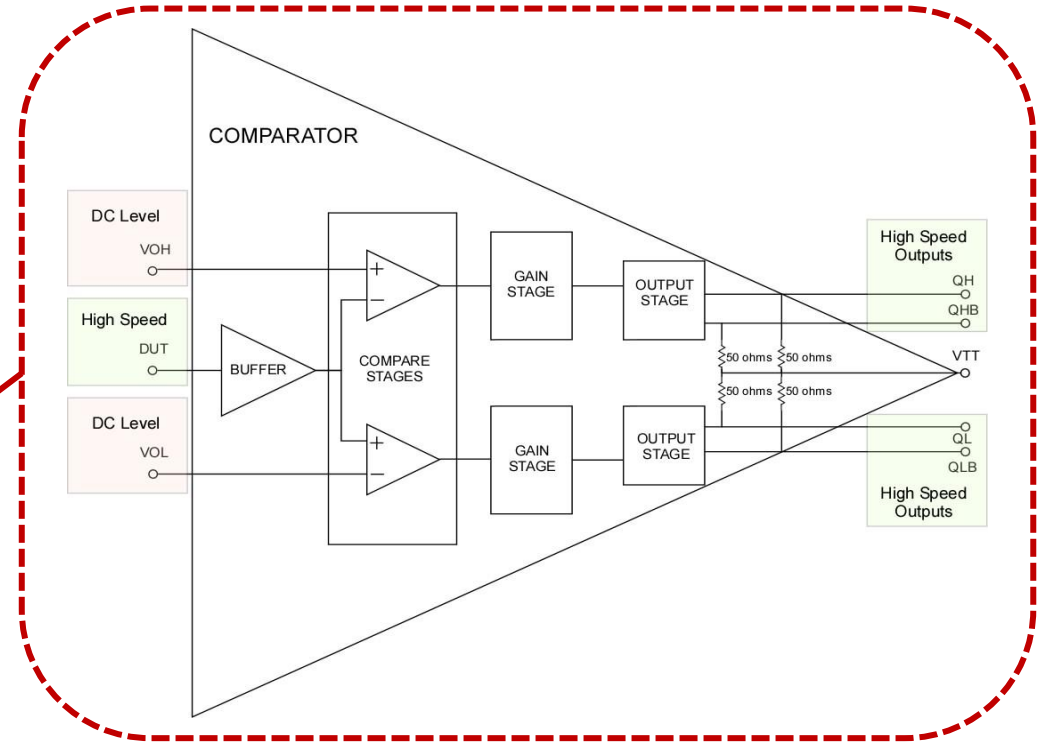 COMPARATOR
DC Level
VOH
High Speed
DUT
DC Level
VOL
BUFFER
+
−
COMPARE
STAGES
+
−
GAIN
STAGE
OUTPUT
STAGE
GAIN
STAGE
OUTPUT
STAGE
50 ohms 50 ohms
50 ohms 50 ohms
High Speed
Outputs
QH
QHB
VTT
QL
QLB
High Speed
Outputs